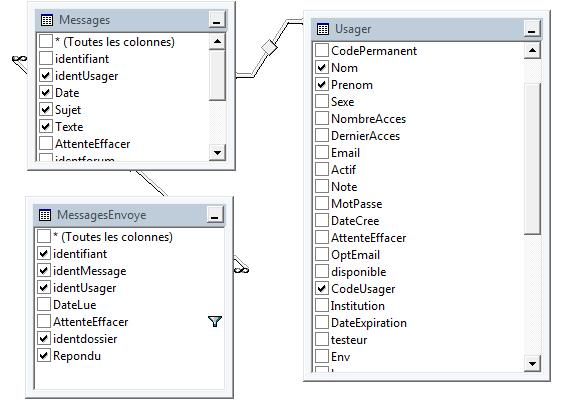 Messages
* (Toutes les colonnes)
identifiant
identUsager
Date
Sujet
Texte
AttenteEffacer
identforum
MessagesEnvoye
* (Toutes les colonnes)
identifiant
identMessage
identUsager
DateLue
AttenteEffacer
identdossier
Repondu
Usager
CodePermanent
Nom
Prenom
Sexe
NombreAcces
DernierAcces
Email
Actif
Note
MotPasse
DateCree
AttenteEffacer
OptEmail
disponible
CodeUsager
Institution
DateExpiration
testeur
Env